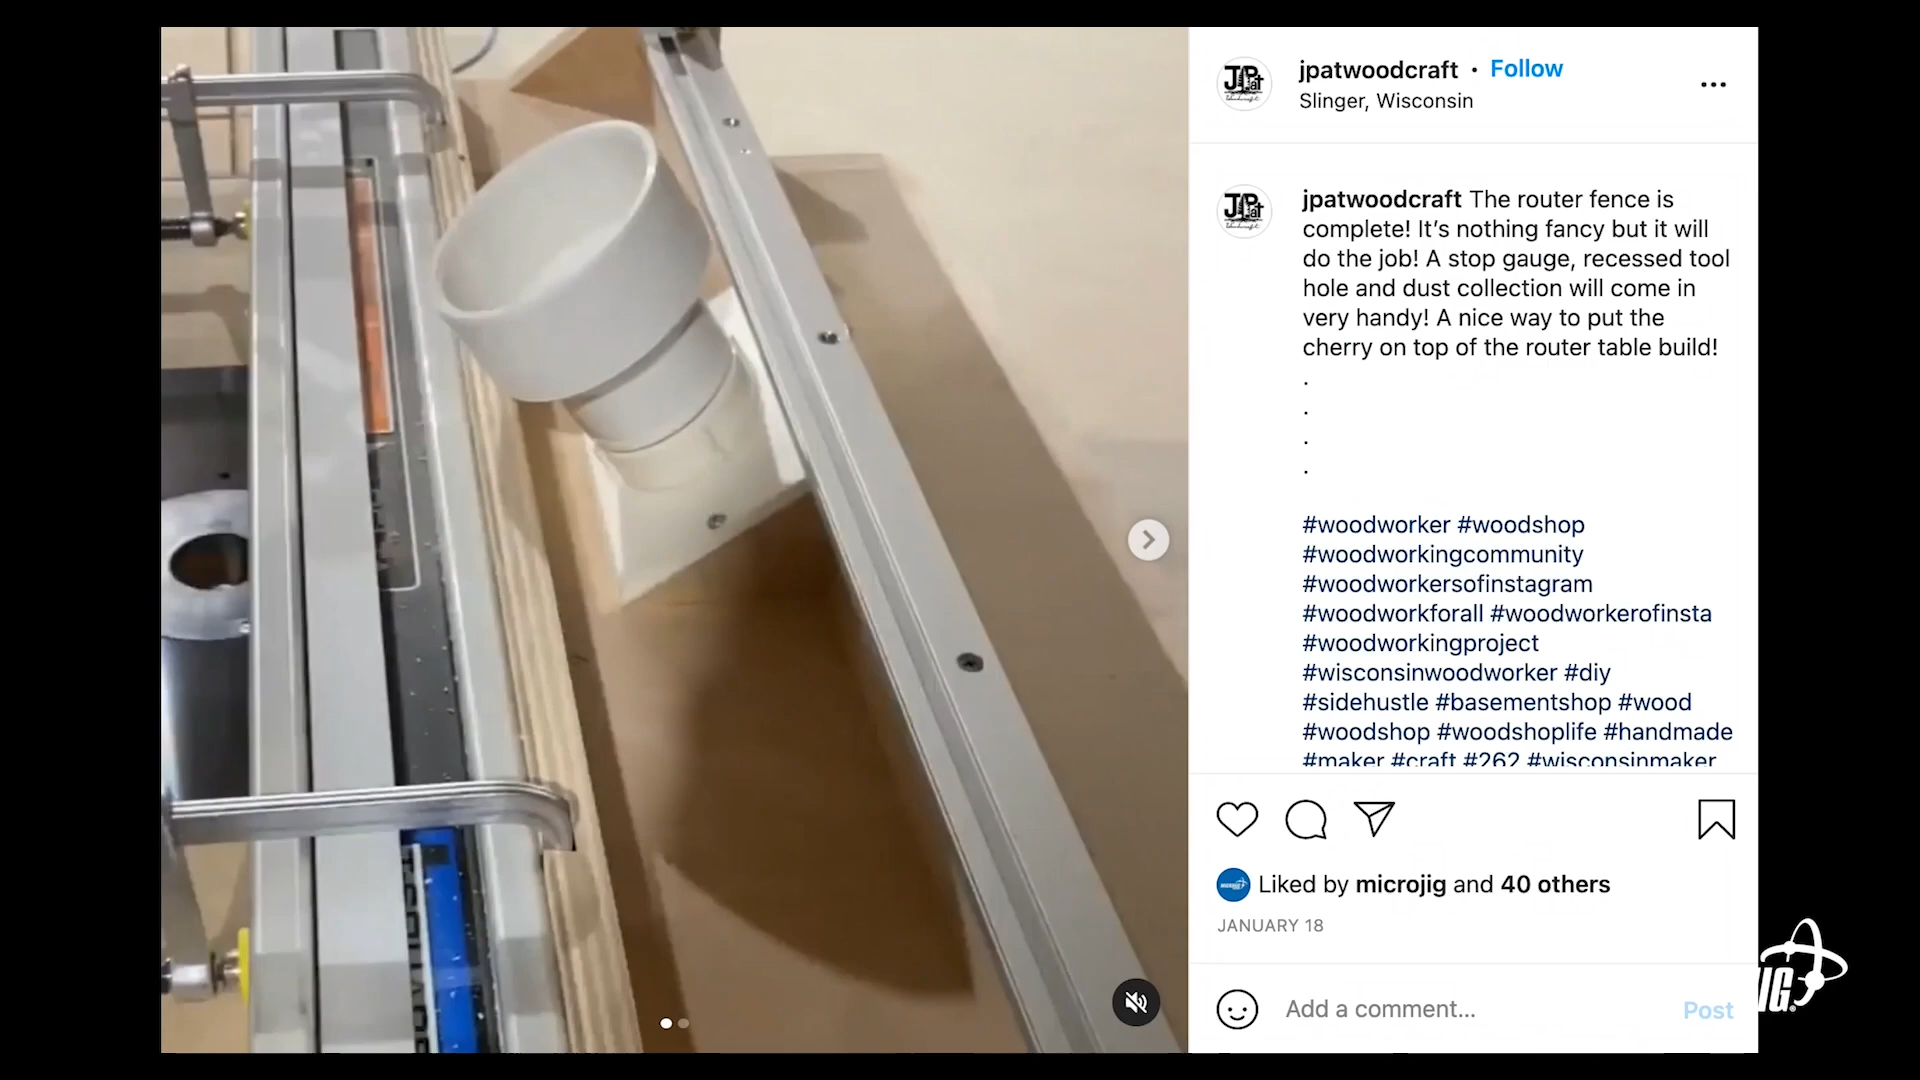 jpatwoodcraft • Follow
Slinger, Wisconsin
jpatwoodcraft The router fence is
complete! It’s nothing fancy but it will
do the job! A stop gauge, recessed tool
hole and dust collection will come in
very handy! A nice way to put the
cherry on top of the router table build!
.
.
.
.
#woodworker #woodshop
#woodworkingcommunity
#woodworkersofinstagram
#woodworkforall #woodworkerofinsta
#woodworkingproject
#wisconsinwoodworker #diy
#sidehustle #basementshop #wood
#woodshop #woodshoplife #handmade
#maker #craft #262 #wisconsinmaker
Liked by microjig and 40 others
JANUARY 18
Add a comment...
Post
IG.